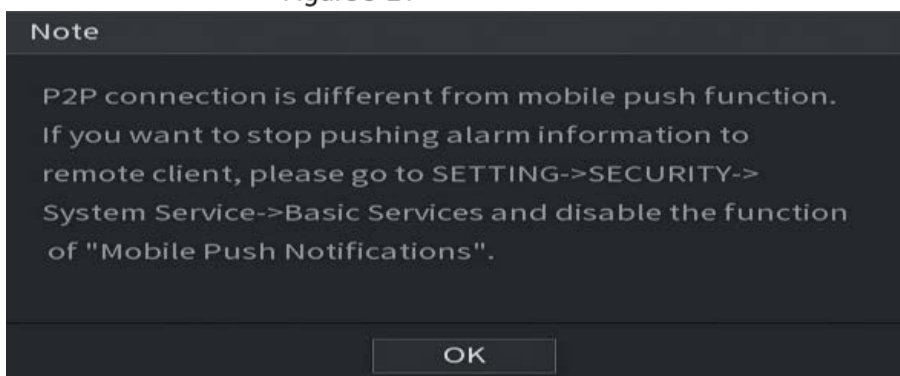 Note
P2P connection is different from mobile push function.
If you want to stop pushing alarm information to
remote client, please go to SETTING->SECURITY->
System Service->Basic Services and disable the function
of "Mobile Push Notifications".
OK